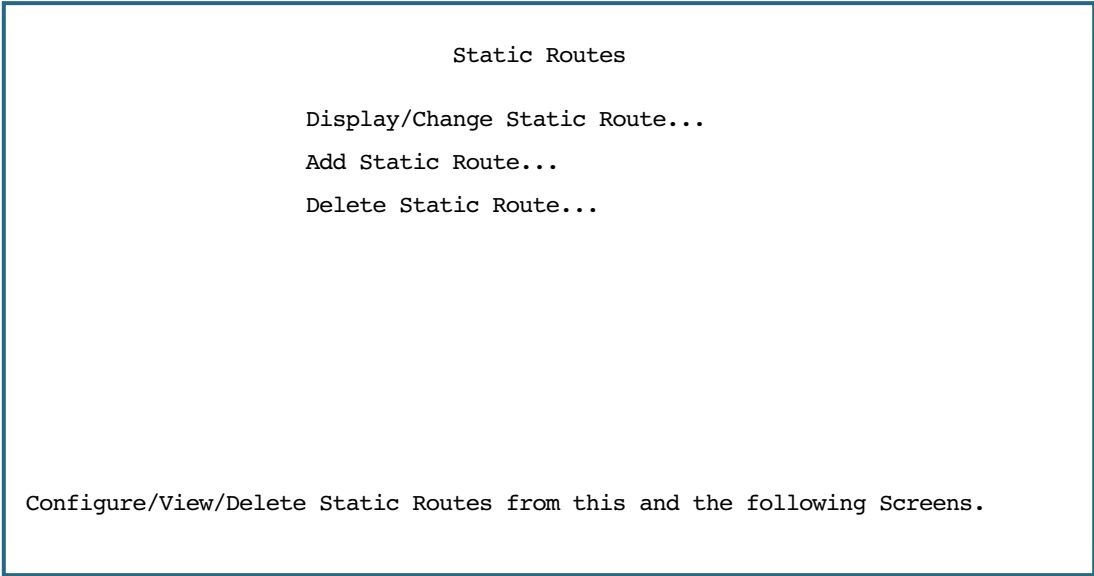 Static Routes
Display/Change Static Route...
Add Static Route...
Delete Static Route...
Configure/View/Delete Static Routes from this and the following Screens.